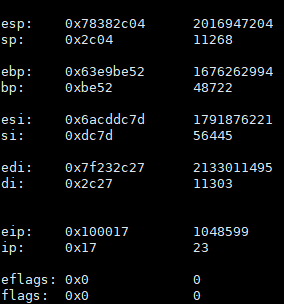 esp: 0x78382c04 2016947204
sp: 0x2c04 11268
ebp: 0x63e9be52 1676262994
bp: 0xbe52 48722
esi: 0x6acddc7d 1791876221
si: 0xdc7d 56445
edi: 0x7f232c27 2133011495
di: 0x2c27 11303
eip: 0x100017 1048599
ip: 0x17 23
eflags: 0x0 0
flags: 0x0 0